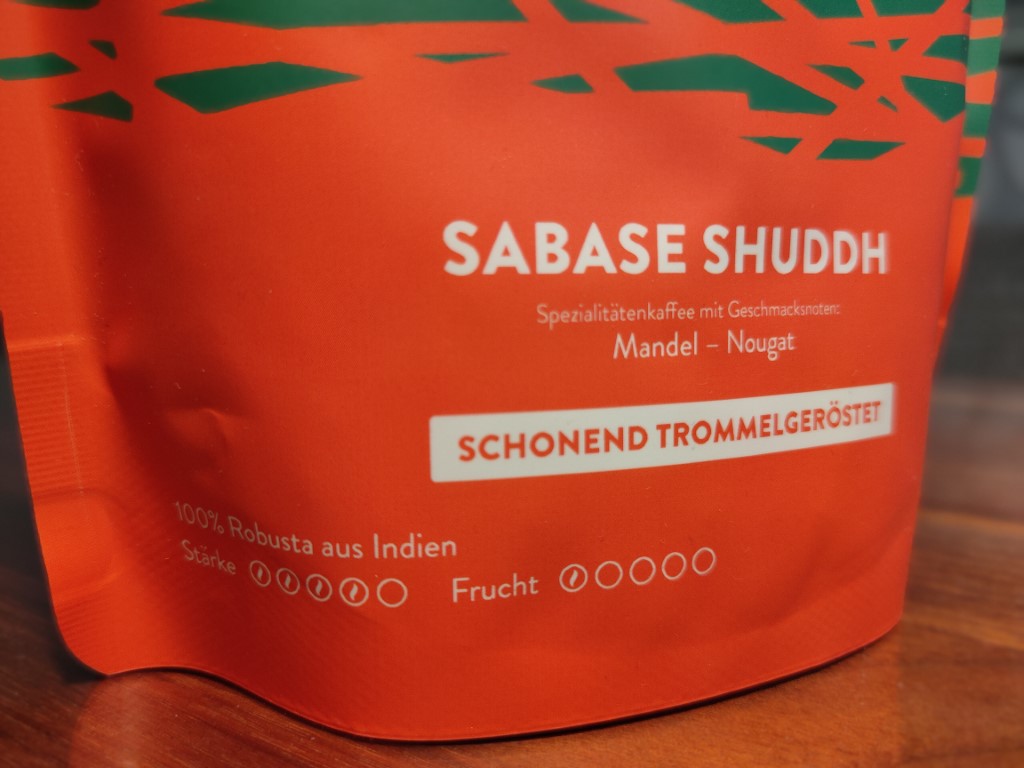 SABASE SHUDDH
Spezialitätenkaffee mit Geschmacksnoten:
Mandel – Nougat
SCHONEND TROMMELGERÖSTET
100% Robusta aus Indien
Stärke Frucht